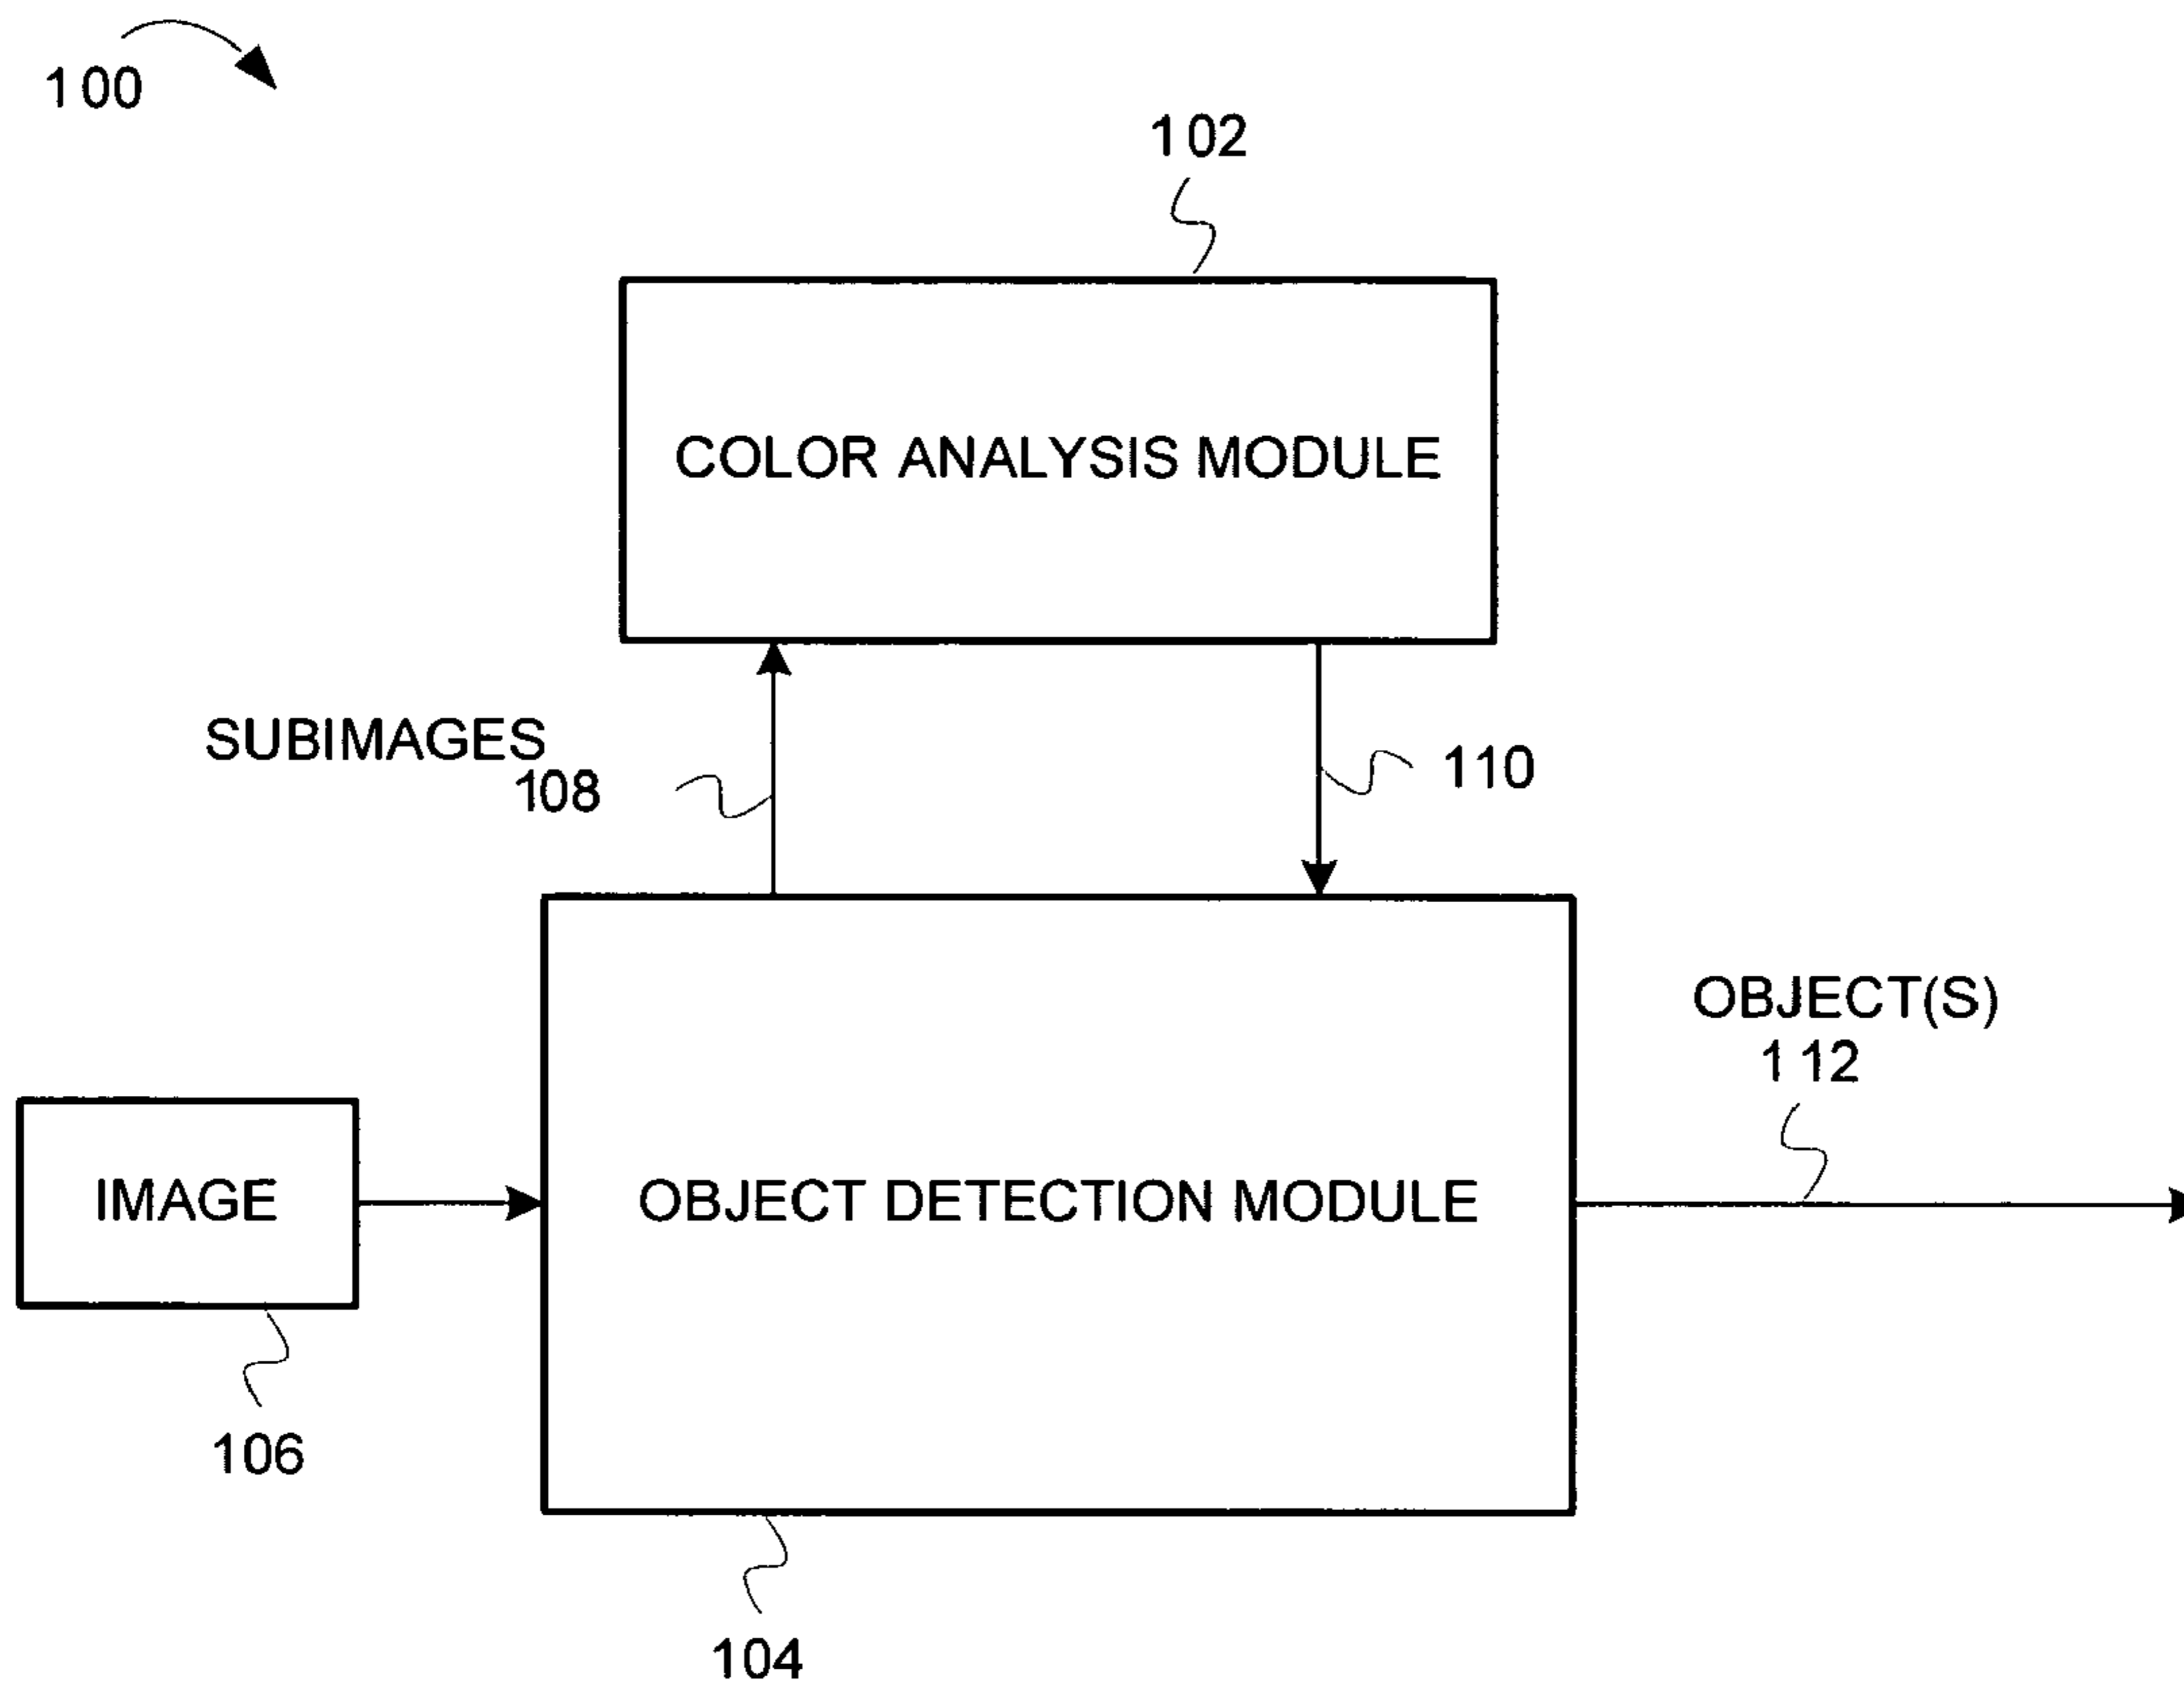 100
102
COLOR ANALYSIS MODULE
SUBIMAGES
108
110
OBJECT(S)
112
IMAGE
OBJECT DETECTION MODULE
106
104